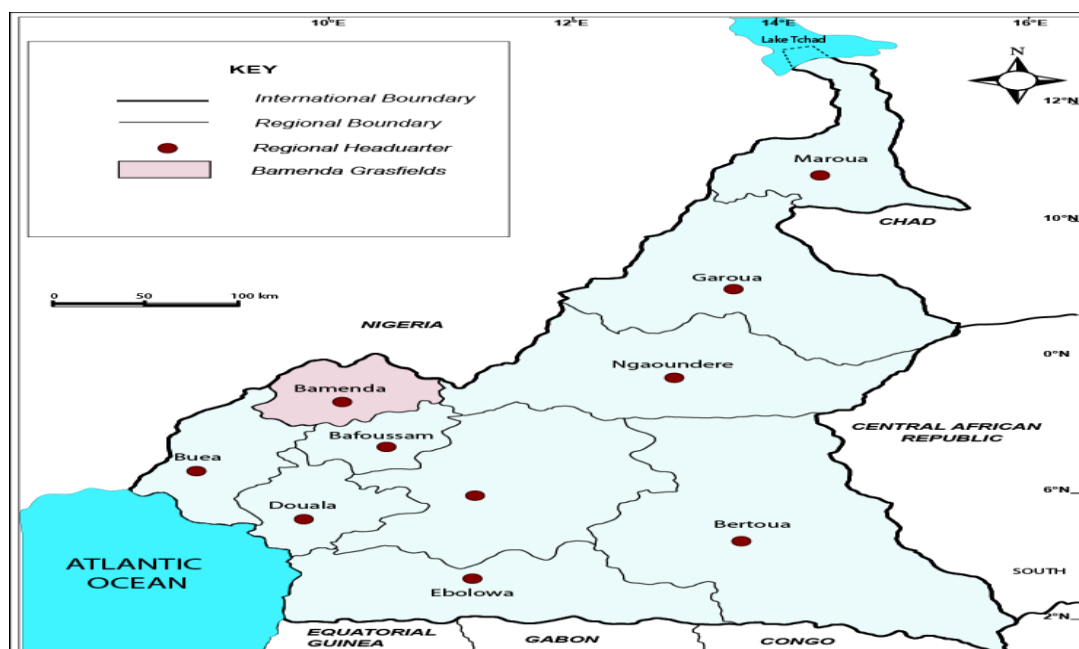 10°E 12°E 14°E 16°E
Lake Tchad
N
KEY
International Boundary
Regional Boundary
Regional Headuarter
Bamenda Grasfields
12°N
Maroua
10°N
CHAD
Garoua
0 50 100 km
NIGERIA
0°N
Ngaoundere
Bamenda
CENTRAL AFRICAN
REPUBLIC
Bafoussam
Buea
6°N
Douala
Bertoua
ATLANTIC
OCEAN
SOUTH
Ebolowa
2°N
EQUATORIAL
GUINEA
GABON
CONGO